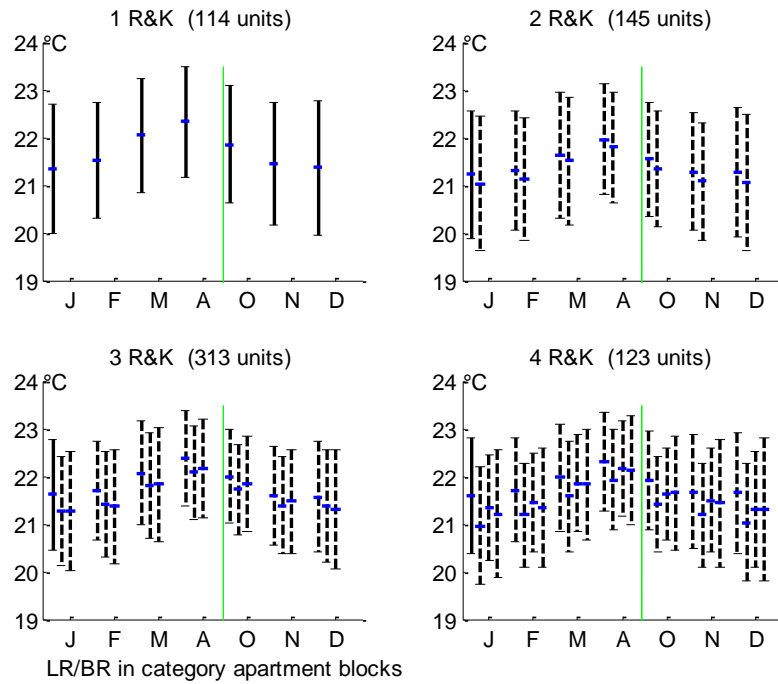 1 R&K (114 units)
24 ºC
23
22
21
20
19
J F M A O N D
2 R&K (145 units)
24 ºC
23
22
21
20
19
J F M A O N D
3 R&K (313 units)
24 ºC
23
22
21
20
19
J F M A O N D
LR/BR in category apartment blocks
4 R&K (123 units)
24 ºC
23
22
21
20
19
J F M A O N D